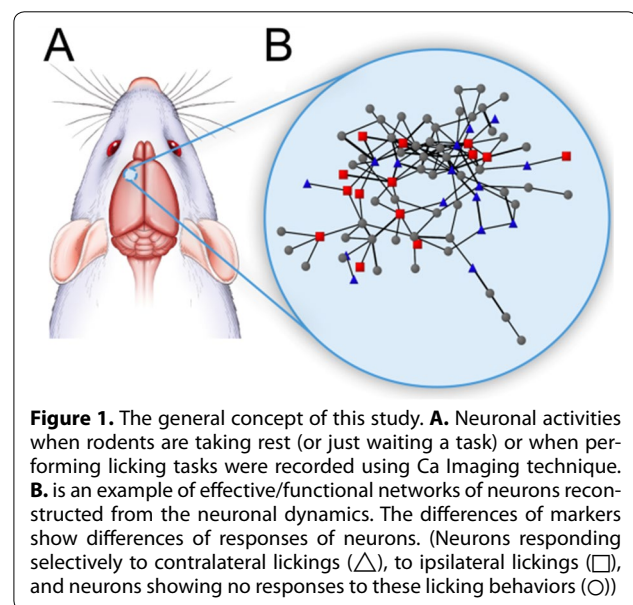 A
B
Figure 1. The general concept of this study. A. Neuronal activities
when rodents are taking rest (or just waiting a task) or when per-
forming licking tasks were recorded using Ca Imaging technique.
B. is an example of effective/functional networks of neurons recon-
structed from the neuronal dynamics. The differences of markers
show differences of responses of neurons. (Neurons responding
selectively to contralateral lickings (△), to ipsilateral lickings (□),
and neurons showing no responses to these licking behaviors (○))